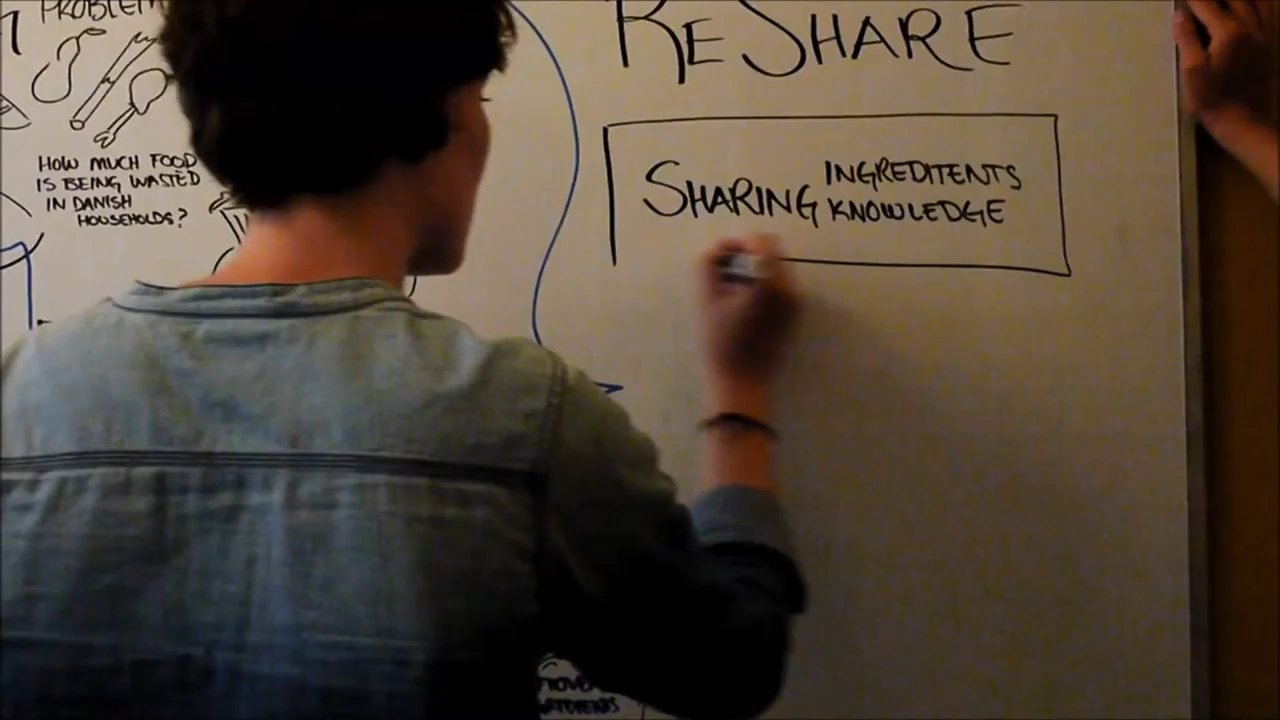 PROBLEM
HOW MUCH FOOD
IS BEING WASTED
IN DANISH
HOUSEHOLDS?
RESHARE
SHARING INGREDITENTS
KNOWLEDGE